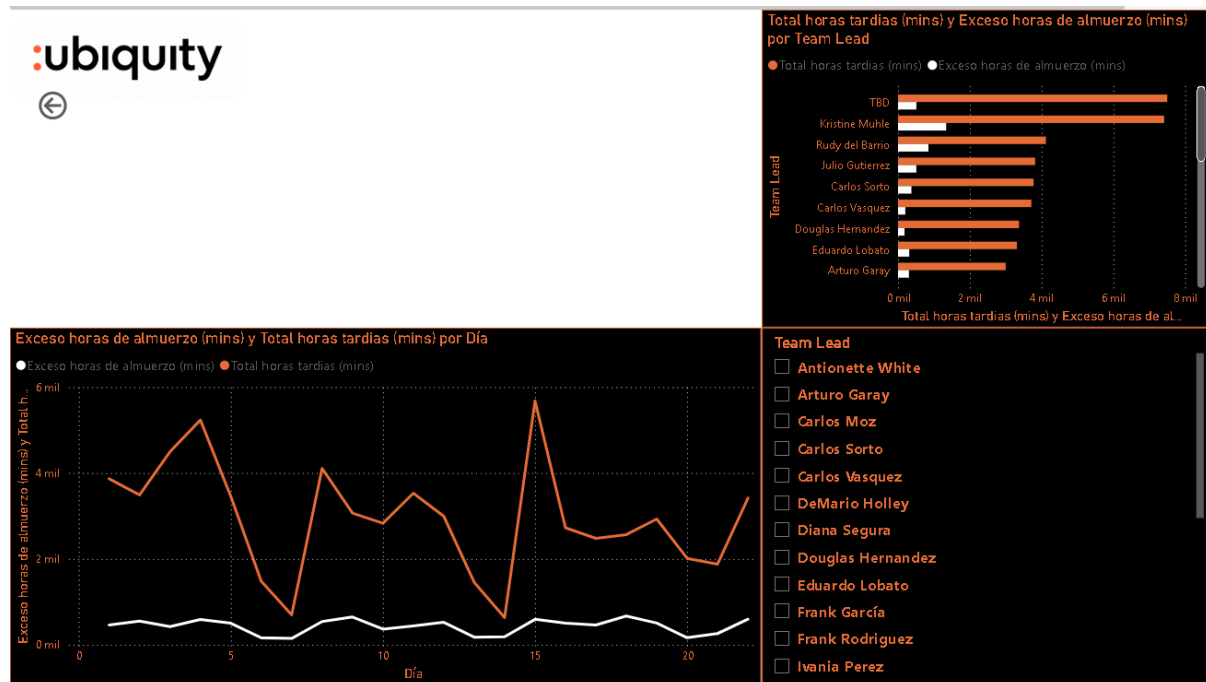 :ubiquity
Total horas tardias (mins) y Exceso horas de almuerzo (mins)
por Team Lead
Total horas tardias (mins) Exceso horas de almuerzo (mins)
Team Lead
TBD
Kristine Muhle
Rudy del Barrio
Julio Gutierrez
Carlos Sorto
Carlos Vasquez
Douglas Hernandez
Eduardo Lobato
Arturo Garay
0 mil 2 mil 4 mil 6 mil 8 mil
Total horas tardias (mins) y Exceso horas de al...
Exceso horas de almuerzo (mins) y Total horas tardias (mins) por Día
Exceso horas de almuerzo (mins) Total horas tardias (mins)
Exceso horas de almuerzo (mins) y Total h...
6 mil
4 mil
2 mil
0 mil
0 5 10 15 20
Día
Team Lead
Antionette White
Arturo Garay
Carlos Moz
Carlos Sorto
Carlos Vasquez
DeMario Holley
Diana Segura
Douglas Hernandez
Eduardo Lobato
Frank García
Frank Rodriguez
Ivania Perez